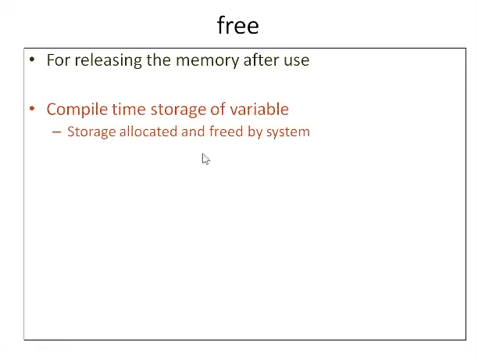 free
• For releasing the memory after use
• Compile time storage of variable
– Storage allocated and freed by system